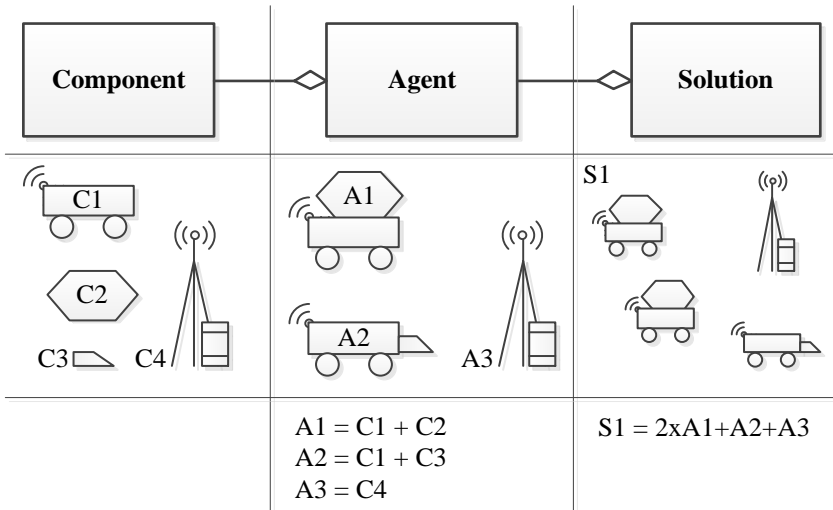 Component
Agent
Solution
C1
C2
C3
C4
A1
A2
A3
S1
A1 = C1 + C2
A2 = C1 + C3
A3 = C4
S1 = 2xA1+A2+A3